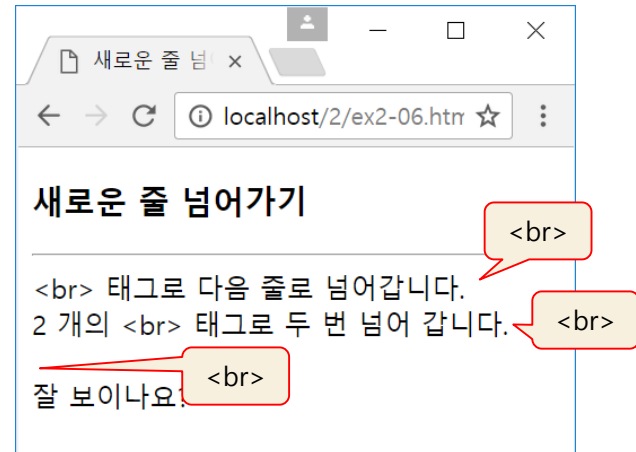 새로운 줄 넘
localhost/2/ex2-06.htm
새로운 줄 넘어가기
<br>
<br> 태그로 다음 줄로 넘어갑니다.
2 개의 <br> 태그로 두 번 넘어 갑니다.
<br>
<br>
잘 보이나요?